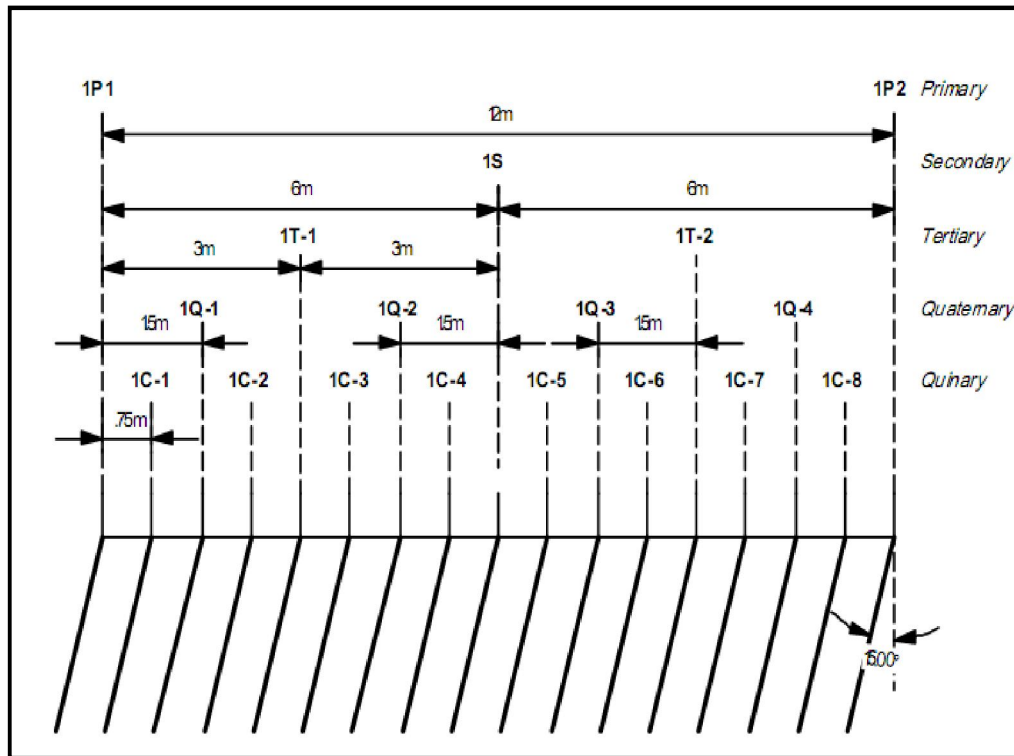 1P1 1P2 Primary
12m
1S Secondary
6m 6m
1T-1 1T-2 Tertiary
3m 3m
1Q-1 1Q-2 1Q-3 1Q-4 Quaternary
15m 15m 15m
1C-1 1C-2 1C-3 1C-4 1C-5 1C-6 1C-7 1C-8 Quinary
.75m
15.00°